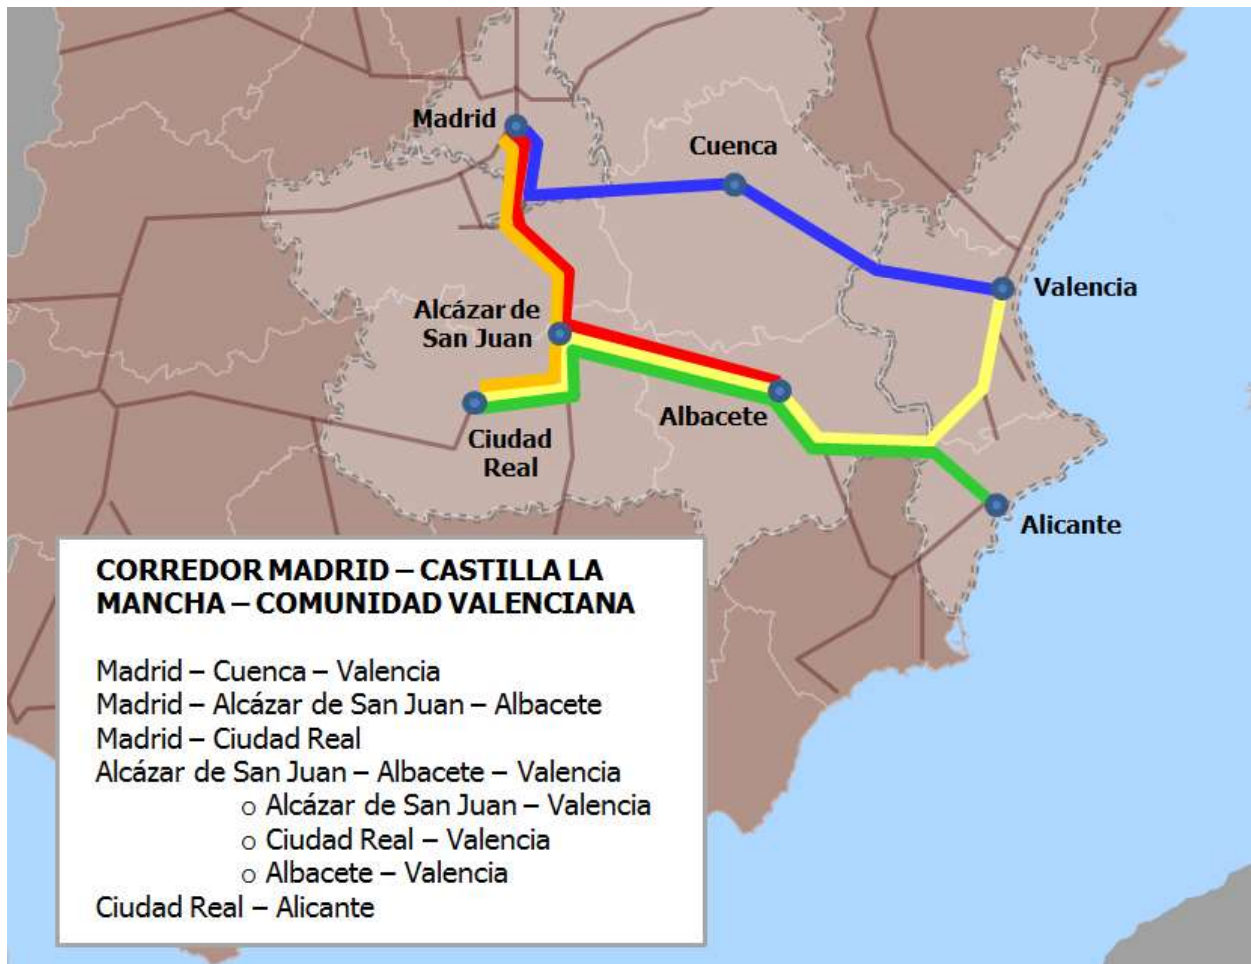 Madrid
Cuenca
Valencia
Alcázar de
San Juan
Albacete
Ciudad
Real
Alicante
CORREDOR MADRID – CASTILLA LA
MANCHA – COMUNIDAD VALENCIANA
Madrid – Cuenca – Valencia
Madrid – Alcázar de San Juan – Albacete
Madrid – Ciudad Real
Alcázar de San Juan – Albacete – Valencia
o Alcázar de San Juan – Valencia
o Ciudad Real – Valencia
o Albacete – Valencia
Ciudad Real – Alicante